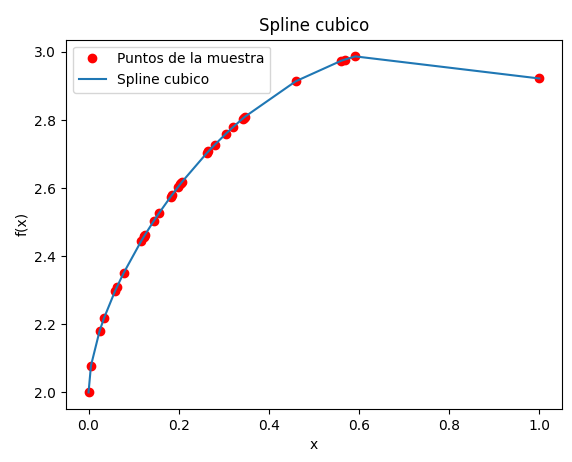 Spline cubico
Puntos de la muestra
Spline cubico
f(x)
3.0
2.8
2.6
2.4
2.2
2.0
0.0 0.2 0.4 0.6 0.8 1.0
x